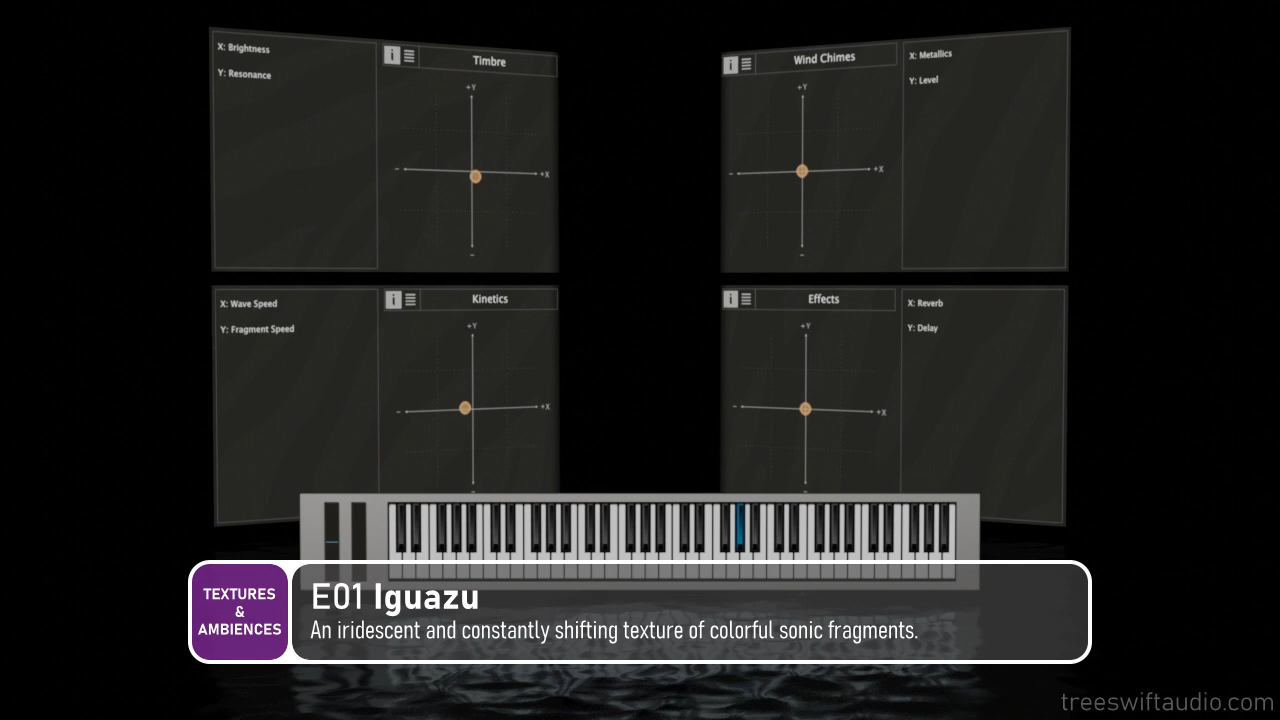 X: Brightness
Y: Resonance
i
Timbre
+Y
-
+X
-
i
Wind Chimes
+Y
-
+X
-
X: Metallics
Y: Level
X: Wave Speed
Y: Fragment Speed
i
Kinetics
+Y
-
+X
-
i
Effects
+Y
-
+X
-
X: Reverb
Y: Delay
TEXTURES
&
AMBIENCES
E01 Iguazu
An iridescent and constantly shifting texture of colorful sonic fragments.
treeswiftaudio.com